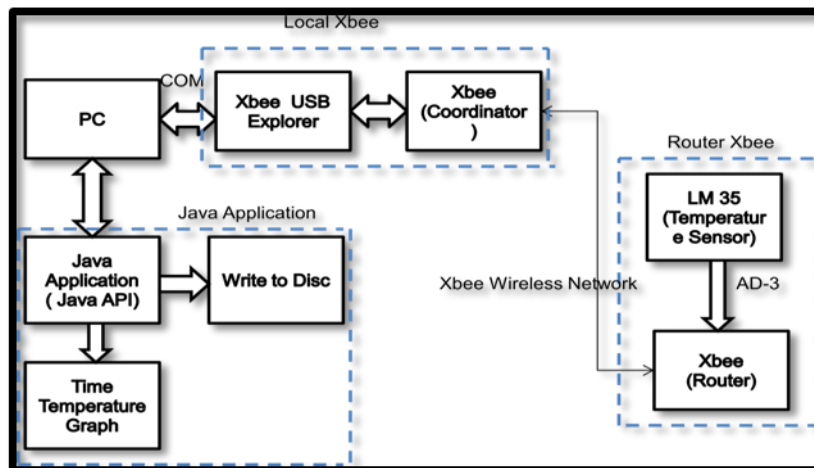 Local Xbee
COM
PC
Xbee USB
Explorer
Xbee
(Coordinator
)
Router Xbee
LM 35
(Temperatur
e Sensor)
Java Application
Java
Application
( Java API)
Write to Disc
Xbee Wireless Network
AD-3
Xbee
(Router)
Time
Temperature
Graph